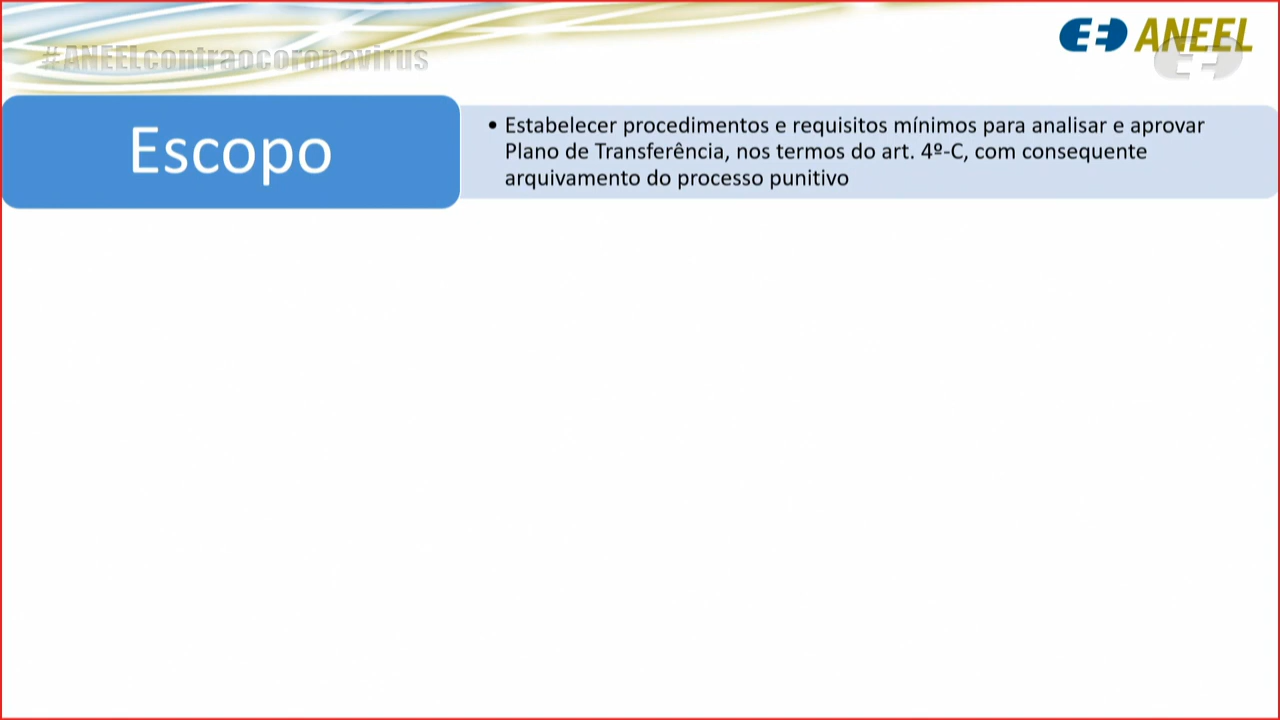 #ANEELcontraocoronavirus
ANEEL
Escopo
• Estabelecer procedimentos e requisitos mínimos para analisar e aprovar
Plano de Transferência, nos termos do art. 4º-C, com consequente
arquivamento do processo punitivo